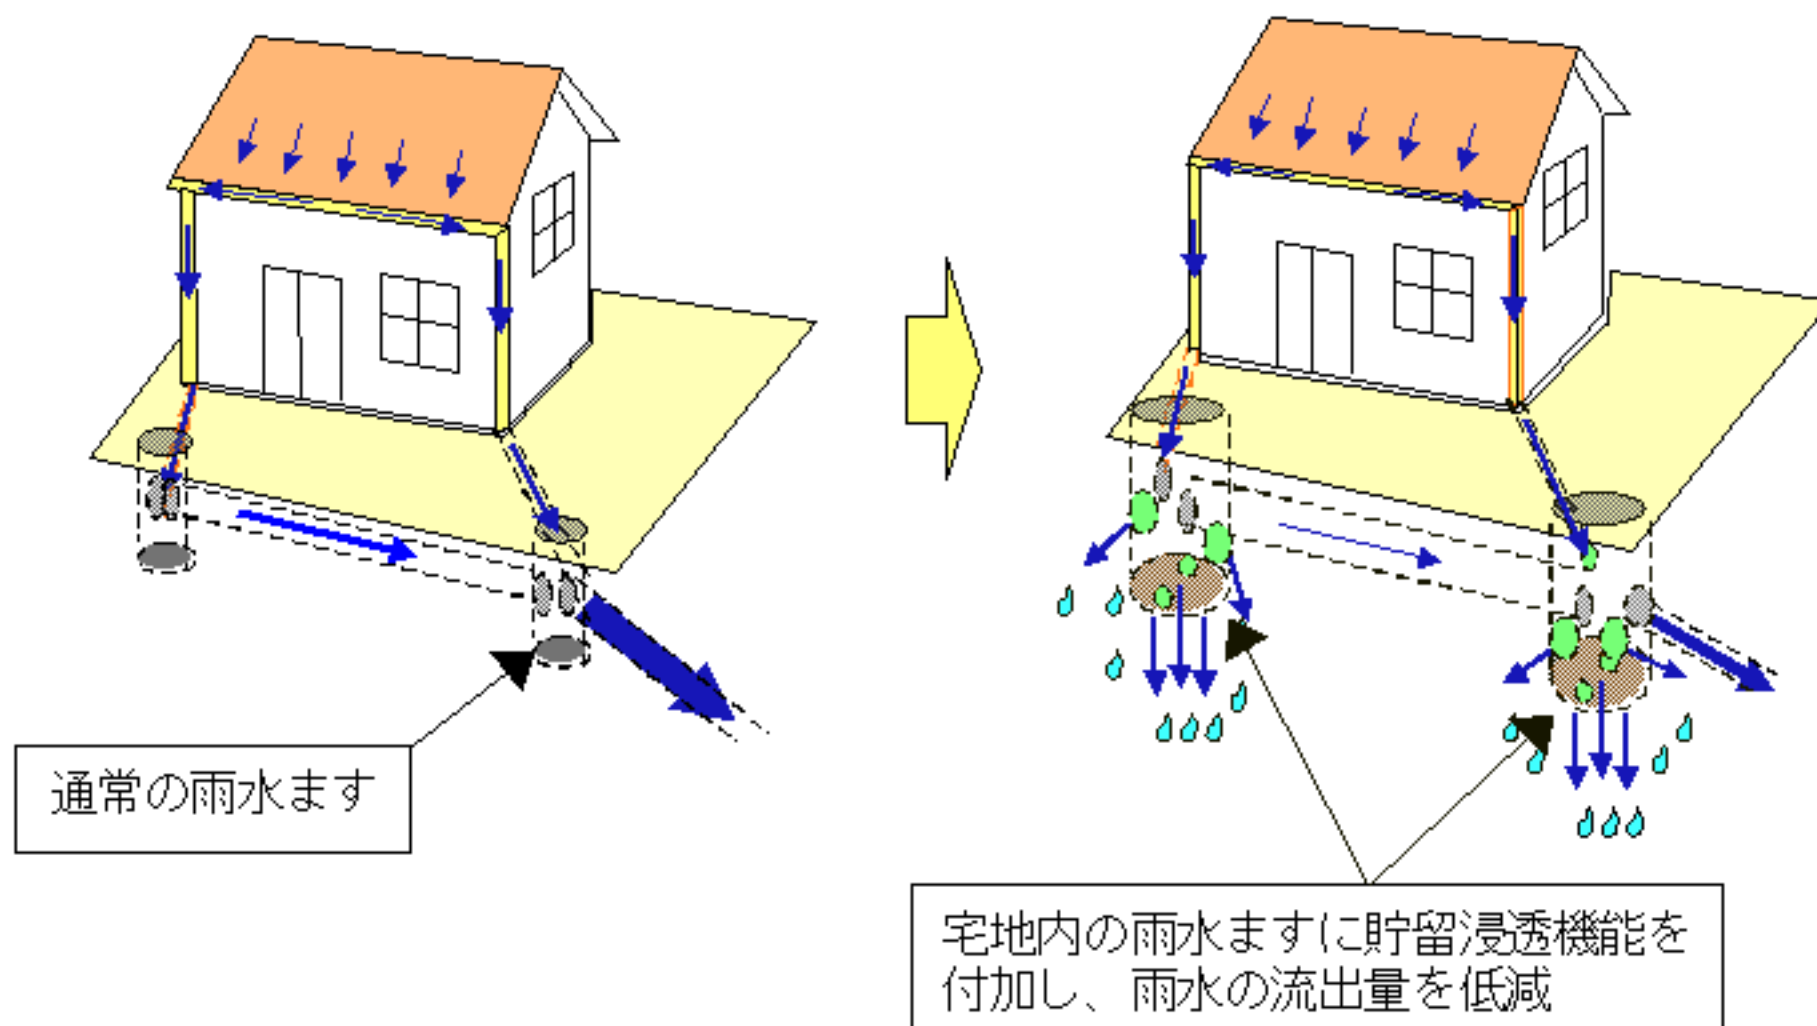 通常の雨水ます
宅地内の雨水ますに貯留浸透機能を
付加し、雨水の流出量を低減